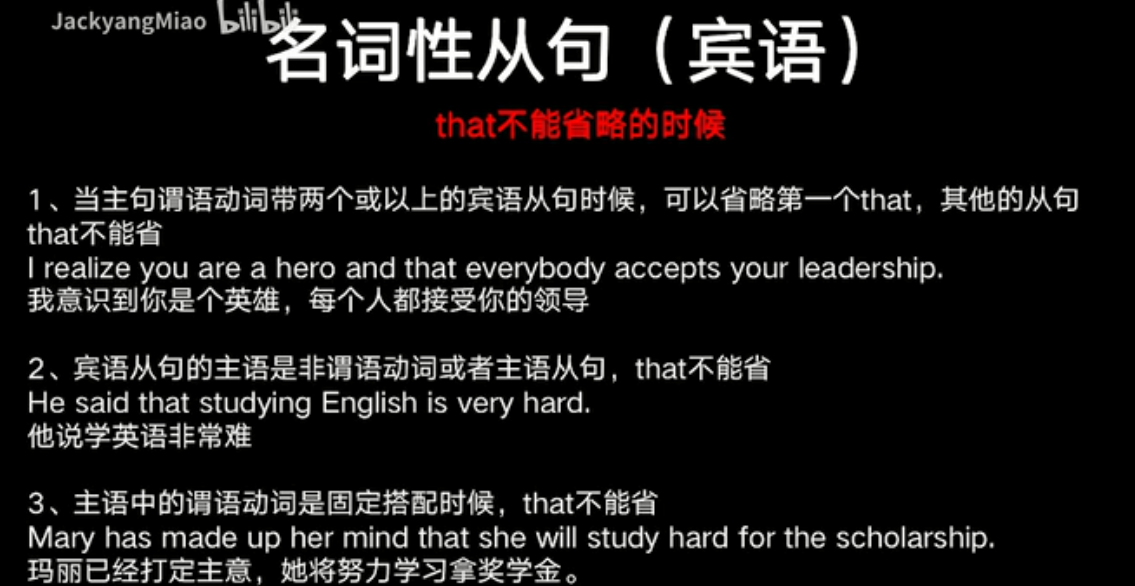 JackyangMiao bilibili
名词性从句（宾语）
that不能省略的时候
1、当主句谓语动词带两个或以上的宾语从句时候，可以省略第一个that，其他的从句
that不能省
I realize you are a hero and that everybody accepts your leadership.
我意识到你是个英雄，每个人都接受你的领导
2、宾语从句的主语是非谓语动词或者主语从句，that不能省
He said that studying English is very hard.
他说学英语非常难
3、主语中的谓语动词是固定搭配时候，that不能省
Mary has made up her mind that she will study hard for the scholarship.
玛丽已经打定主意，她将努力学习拿奖学金。